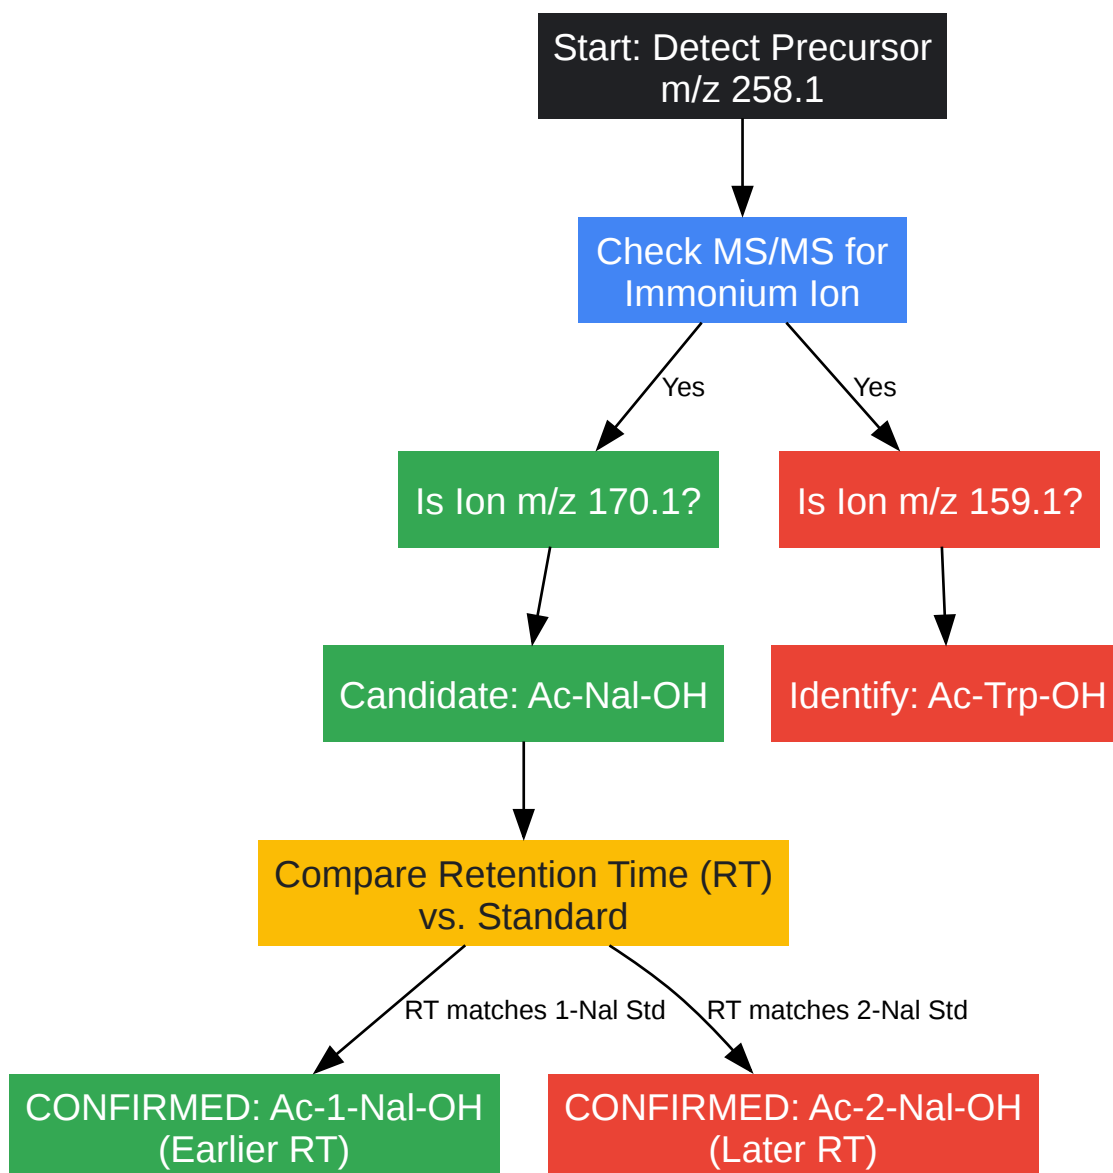 Start: Detect Precursor
m/z 258.1
Check MS/MS for
Immonium Ion
Yes
Yes
Is Ion m/z 170.1?
Is Ion m/z 159.1?
Candidate: Ac-Nal-OH
Identify: Ac-Trp-OH
Compare Retention Time (RT)
vs. Standard
RT matches 1-Nal Std
RT matches 2-Nal Std
CONFIRMED: Ac-1-Nal-OH
(Earlier RT)
CONFIRMED: Ac-2-Nal-OH
(Later RT)